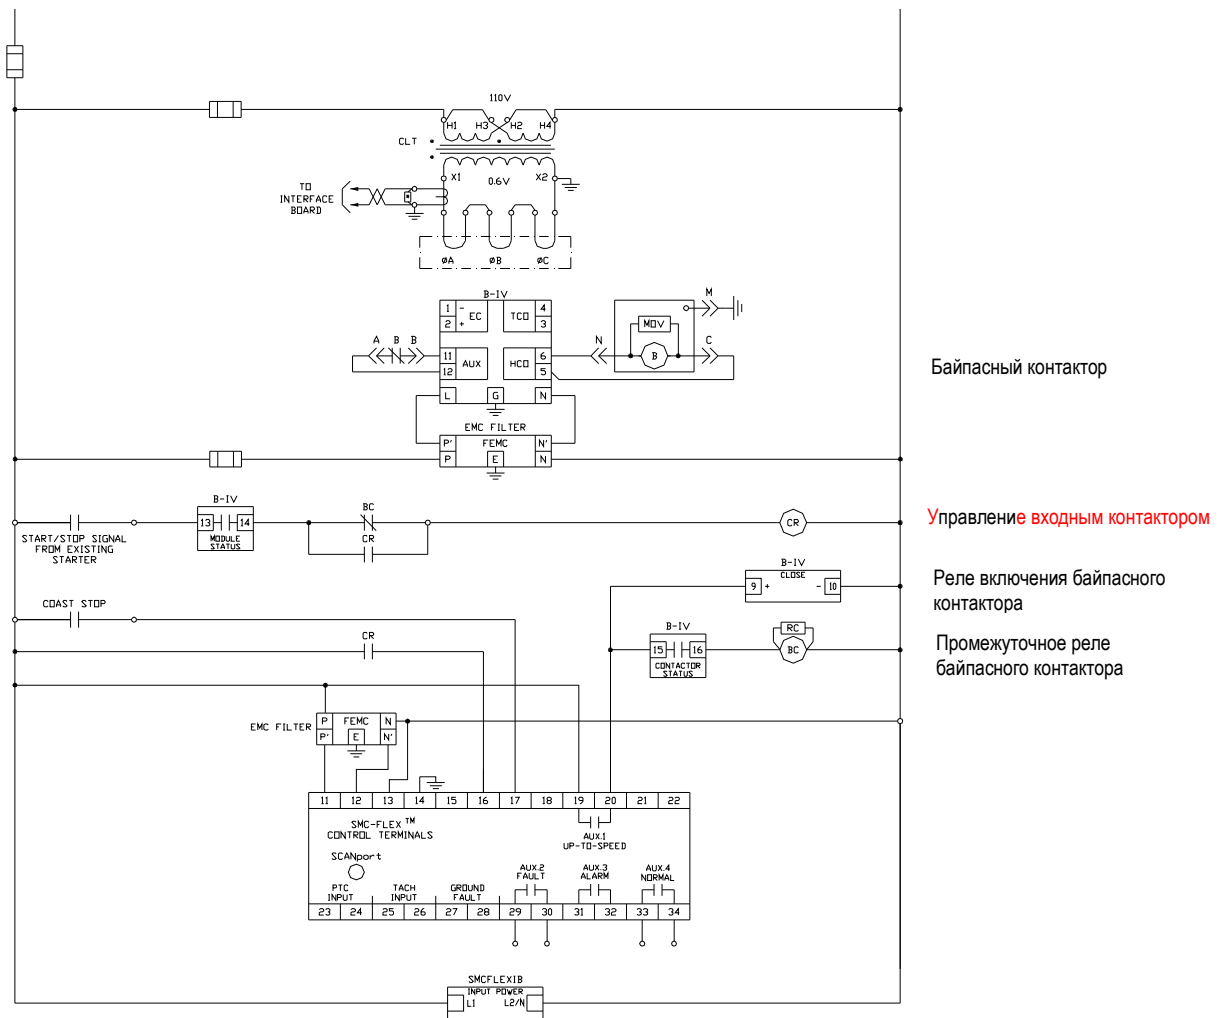 110V
H1 H3 H2 H4
CLT
X1 0.6V X2
TO
INTERFACE
BOARD
ØA ØB ØC
B-IV
1 - EC TCO 4
2 + 3
M
MOV
A B B
11 AUX HCO 6
12 5
N B C
Байпасный контактор
L G N
EMC FILTER
P' FEMC N'
P E N
B-IV
13 14
MODULE
STATUS
BC
CR
CR
START/STOP SIGNAL
FROM EXISTING
STARTER
Управление входным контактором
B-IV
CLOSE
9 + - 10
Реле включения байпасного
контактора
COAST STOP
CR
B-IV
15 16
CONTACTOR
STATUS
RC
BC
Промежуточное реле
байпасного контактора
EMC FILTER
P FEMC N
P' E N'
11 12 13 14 15 16 17 18 19 20 21 22
SMC-FLEX™
CONTROL TERMINALS
AUX.1
UP-TO-SPEED
SCANport
PTC
INPUT
TACH
INPUT
GROUND
FAULT
AUX.2
FAULT
AUX.3
ALARM
AUX.4
NORMAL
23 24 25 26 27 28 29 30 31 32 33 34
SMCFLEXIB
INPUT POWER
L1 L2/N